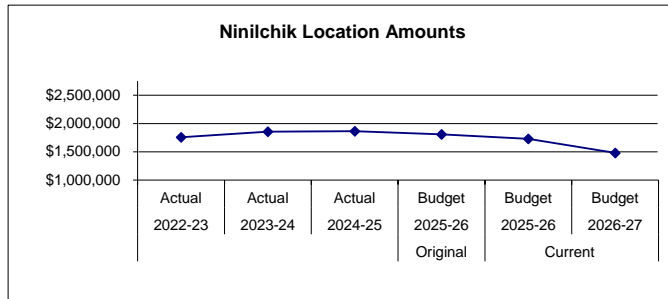 Ninilchik Location Amounts
$2,500,000
$2,000,000
$1,500,000
$1,000,000
Actual Actual Actual Budget Budget Budget
2022-23 2023-24 2024-25 2025-26 2025-26 2026-27
Original Current